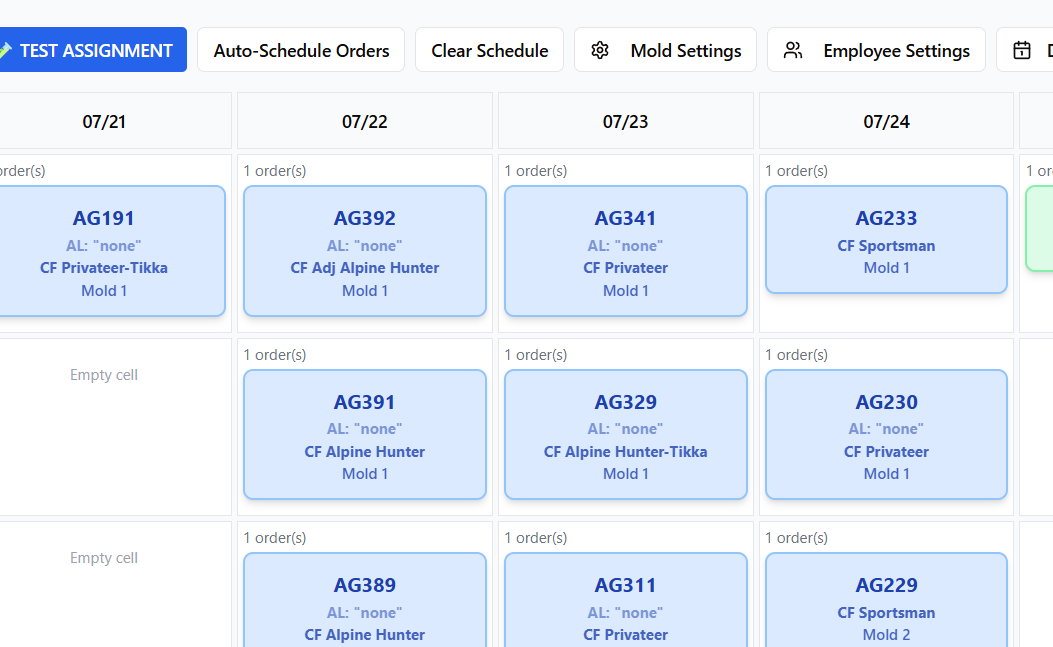 TEST ASSIGNMENT
Auto-Schedule Orders
Clear Schedule
Mold Settings
Employee Settings
07/21
07/22
07/23
07/24
order(s)
1 order(s)
1 order(s)
1 order(s)
AG191
AL: "none"
CF Privateer-Tikka
Mold 1
AG392
AL: "none"
CF Adj Alpine Hunter
Mold 1
AG341
AL: "none"
CF Privateer
Mold 1
AG233
CF Sportsman
Mold 1
Empty cell
1 order(s)
AG391
AL: "none"
CF Alpine Hunter
Mold 1
1 order(s)
AG329
AL: "none"
CF Alpine Hunter-Tikka
Mold 1
1 order(s)
AG230
AL: "none"
CF Privateer
Mold 1
Empty cell
1 order(s)
AG389
AL: "none"
CF Alpine Hunter
1 order(s)
AG311
AL: "none"
CF Privateer
1 order(s)
AG229
CF Sportsman
Mold 2